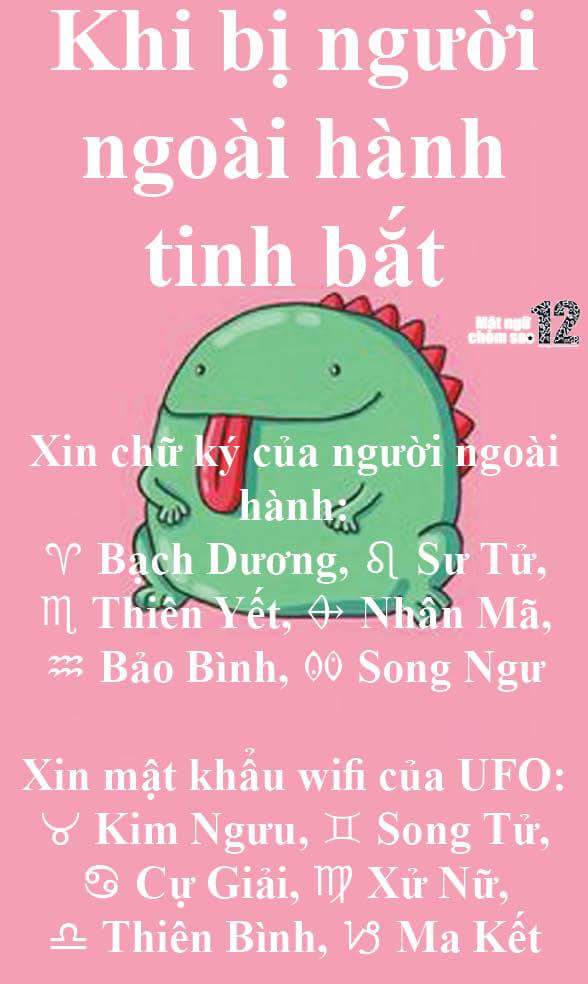 Khi bị người
ngoài hành
tinh bắt
Mật ngữ 12
chòm sao
Xin chữ ký của người ngoài
hành:
♈ Bạch Dương, ♌ Sư Tử,
♏ Thiên Yết, ♐ Nhân Mã,
♒ Bảo Bình, ♓ Song Ngư
Xin mật khẩu wifi của UFO:
♉ Kim Ngưu, ♊ Song Tử,
♋ Cự Giải, ♍ Xử Nữ,
♎ Thiên Bình, ♑ Ma Kết